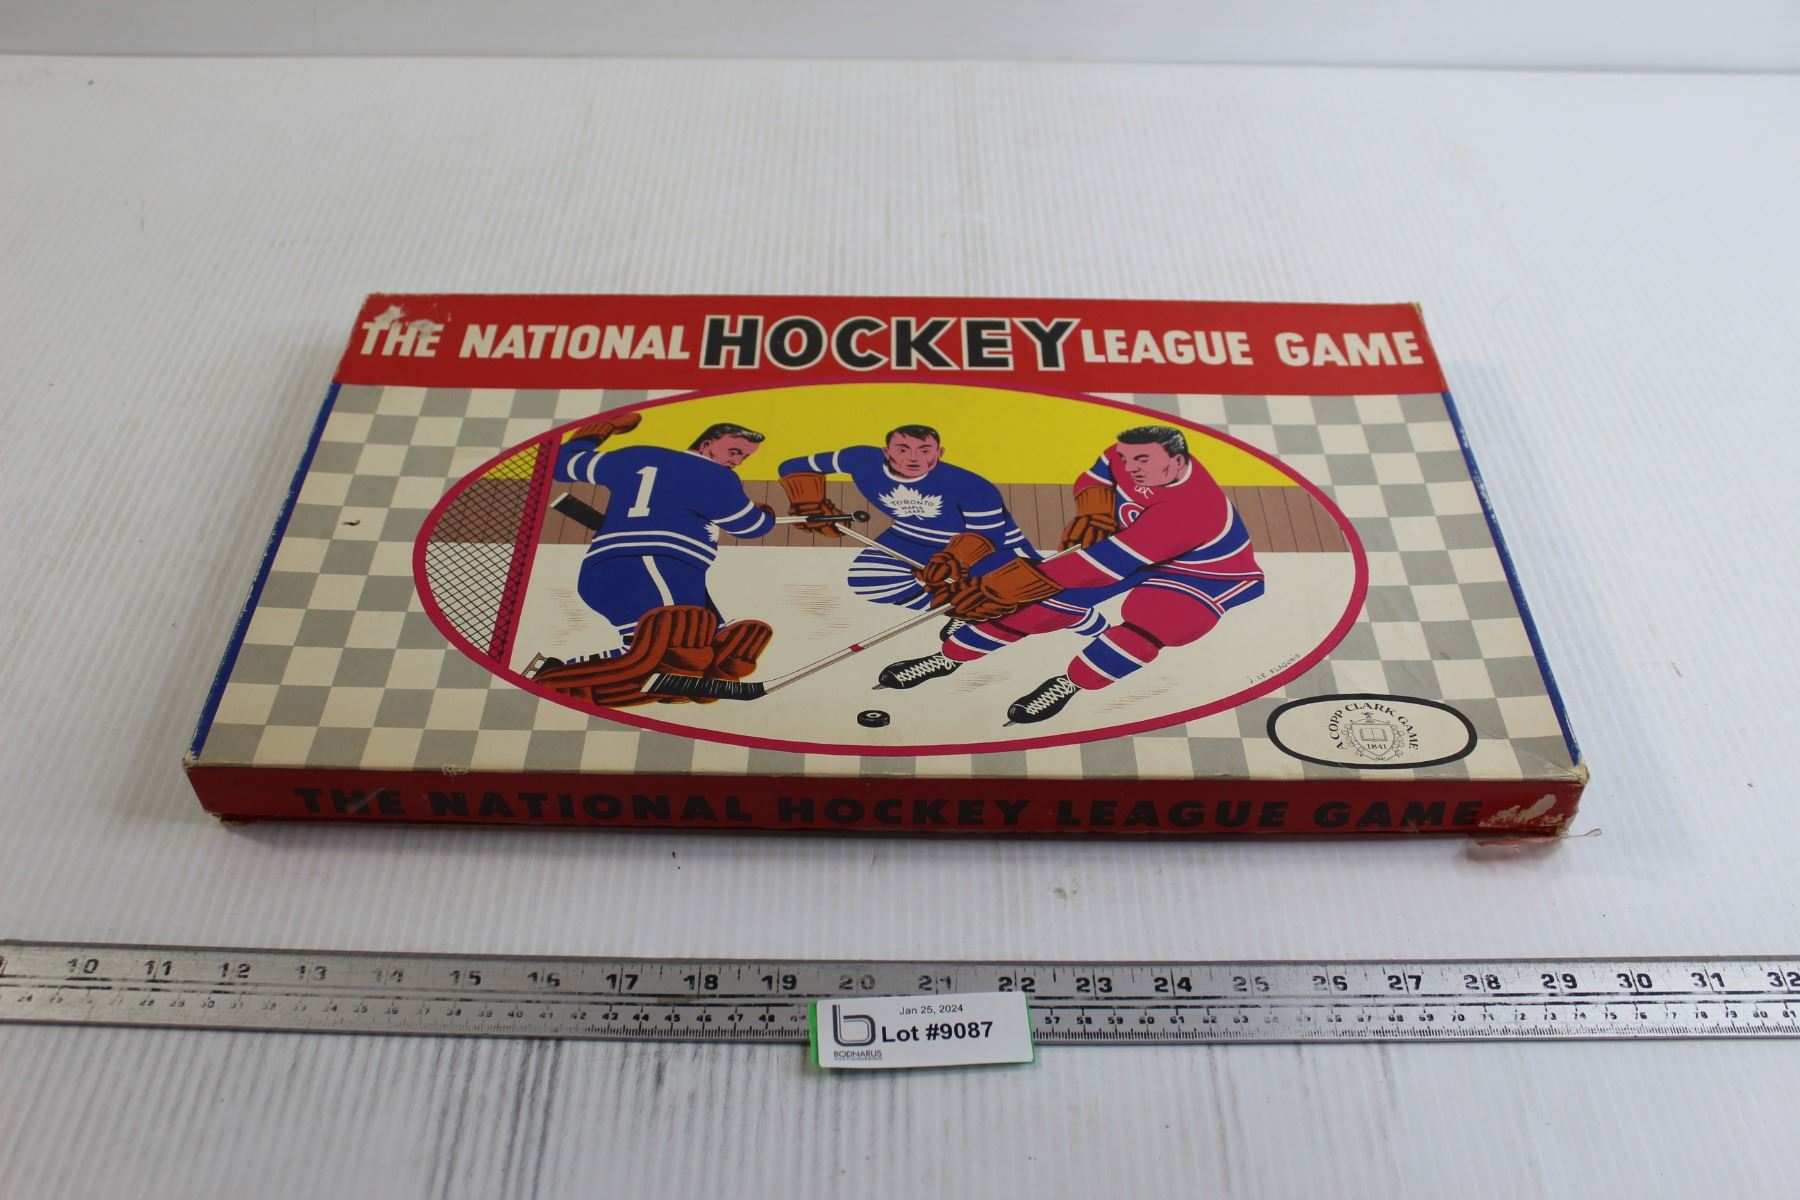 THE NATIONAL HOCKEY LEAGUE GAME
1
TORONTO
MAPLE
LEAFS
J. LE FLAGUAIS
A COPP CLARK GAME
1841
THE NATIONAL HOCKEY LEAGUE GAME
10 11 12 13 14 15 16 17 18 19 20 21 22 23 24 25 26 27 28 29 30 31 32
Jan 25, 2024
Lot #9087
BODNARUS